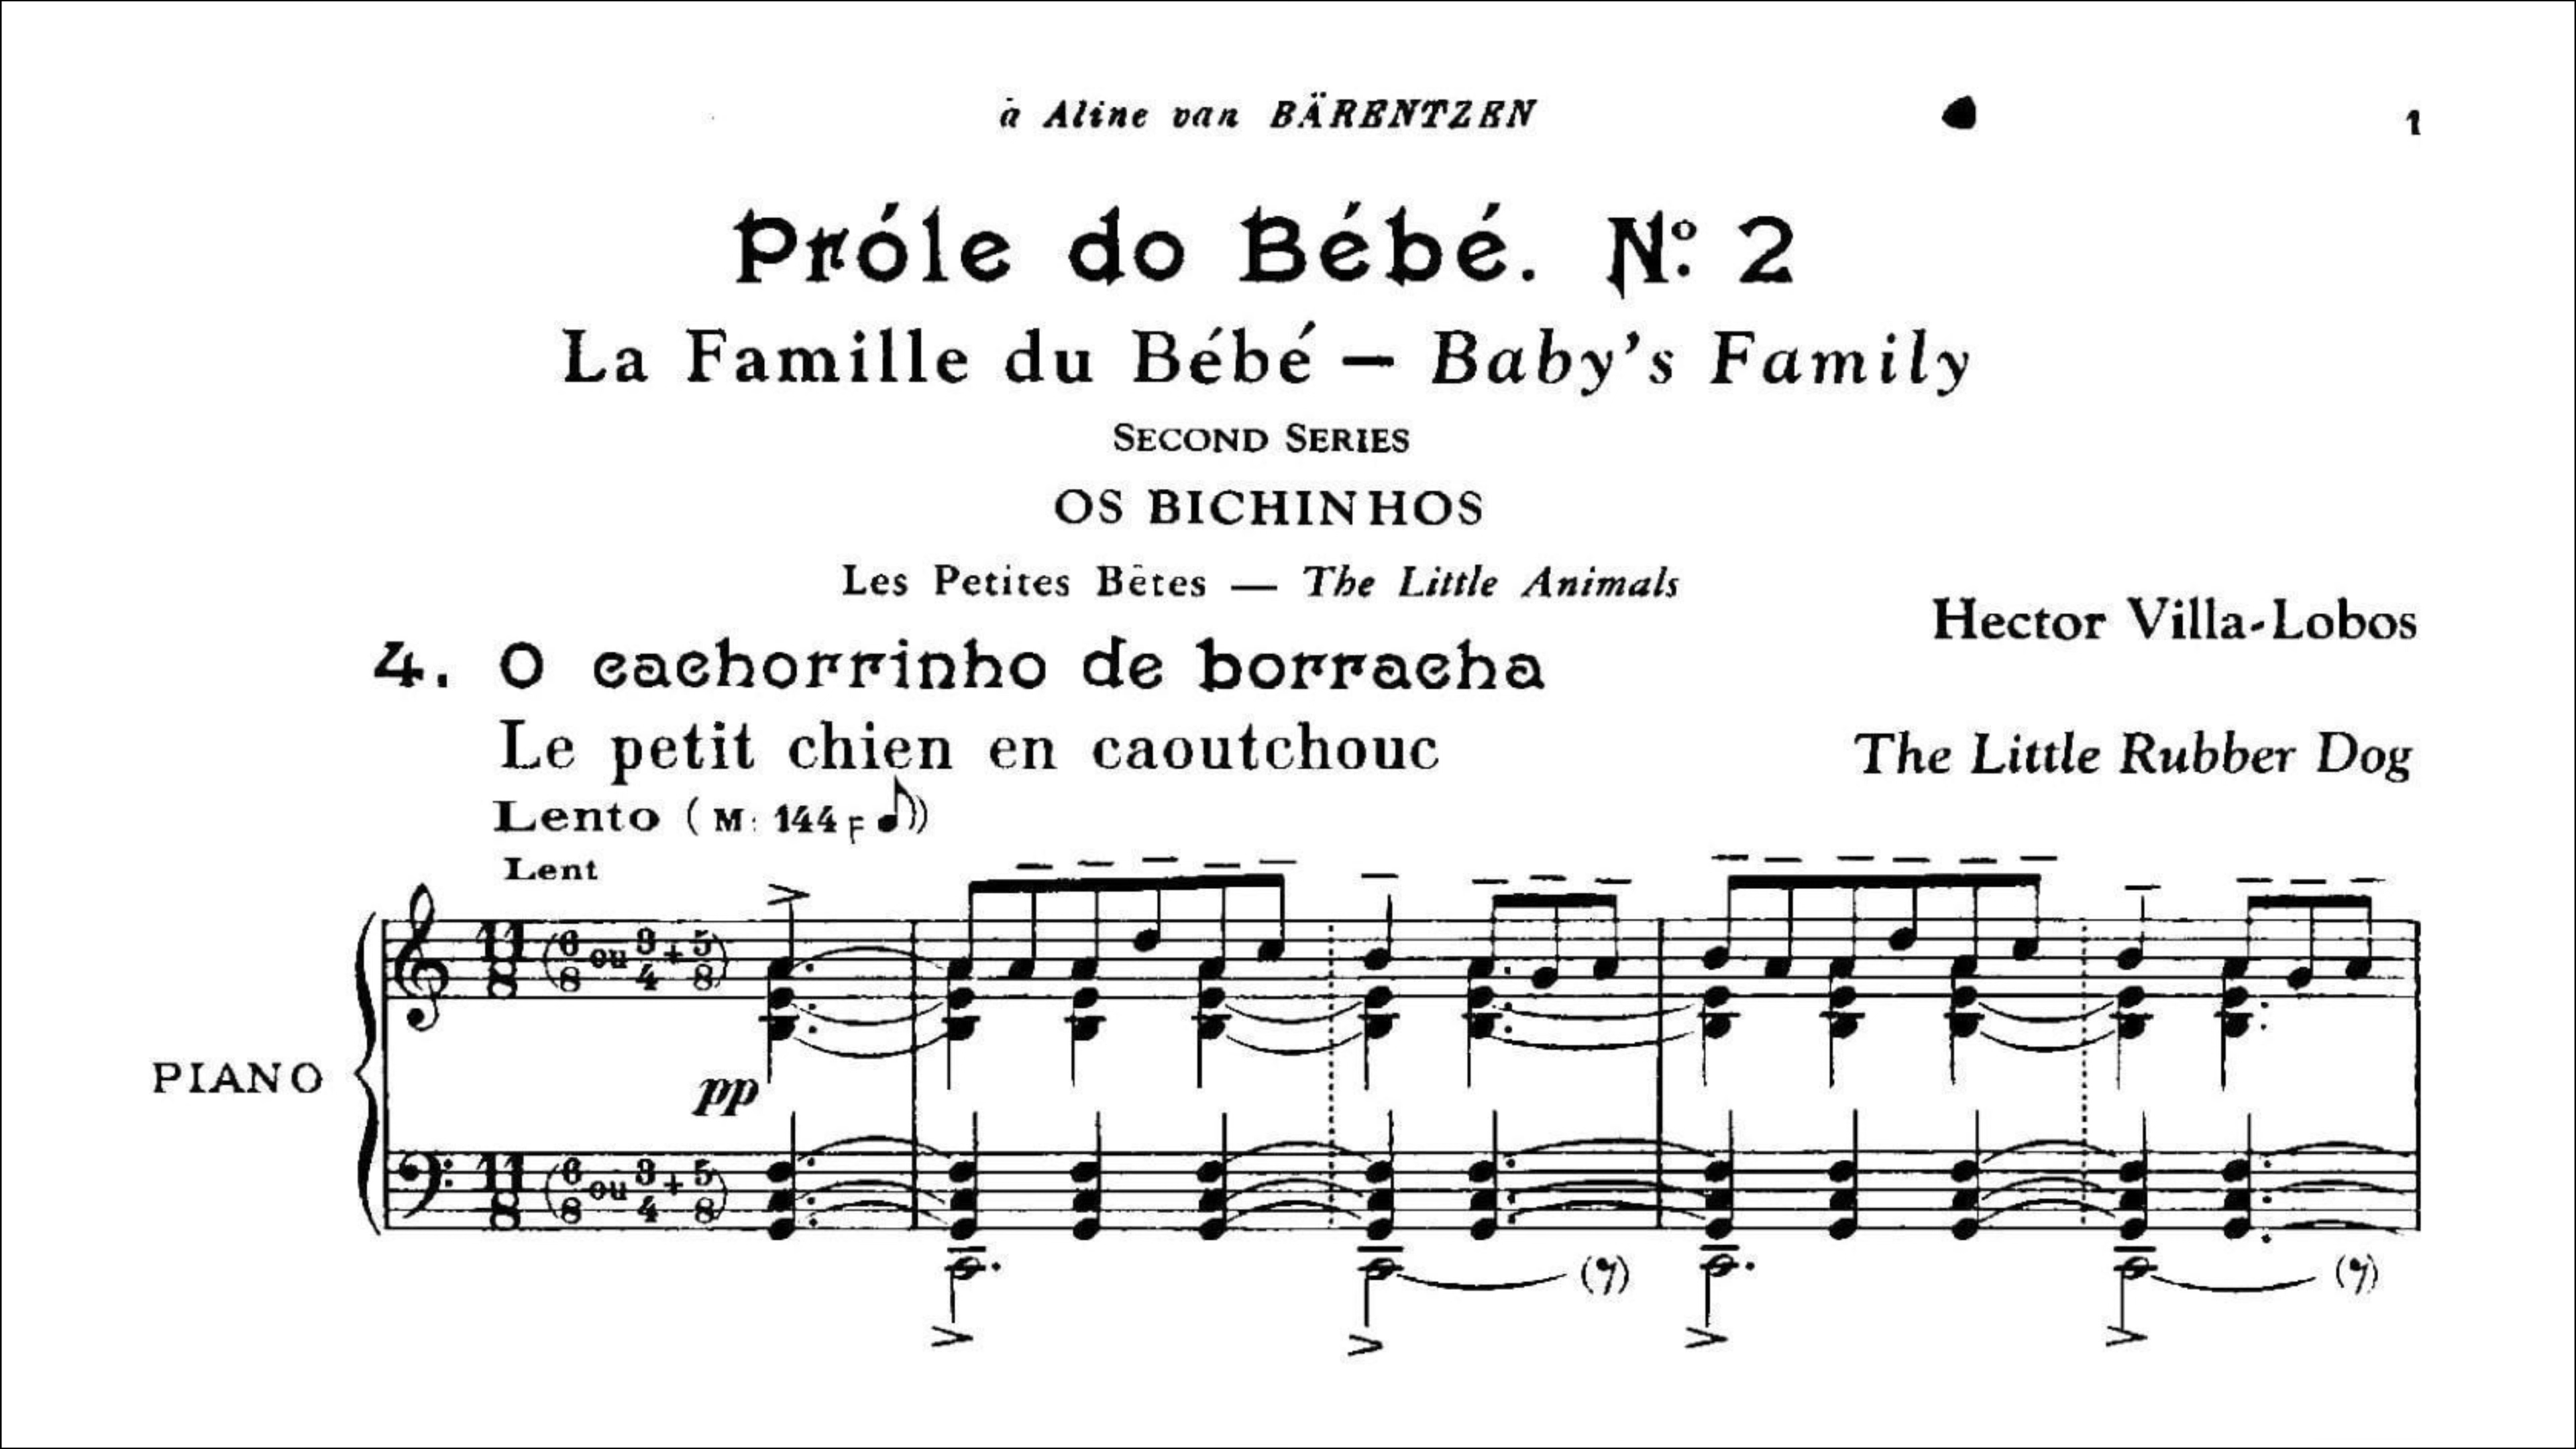 à Aline van BÄRENTZEN
1
Próle do Bébé. Nº. 2
La Famille du Bébé — Baby's Family
SECOND SERIES
OS BICHINHOS
Les Petites Bêtes — The Little Animals
Hector Villa-Lobos
4. O cachorrinho de borracha
Le petit chien en caoutchouc
The Little Rubber Dog
Lento (M: 144 = ♪)
Lent
11/8 (6/8 ou 3/4 + 5/8)
PIANO
pp
11/8 (6/8 ou 3/4 + 5/8)